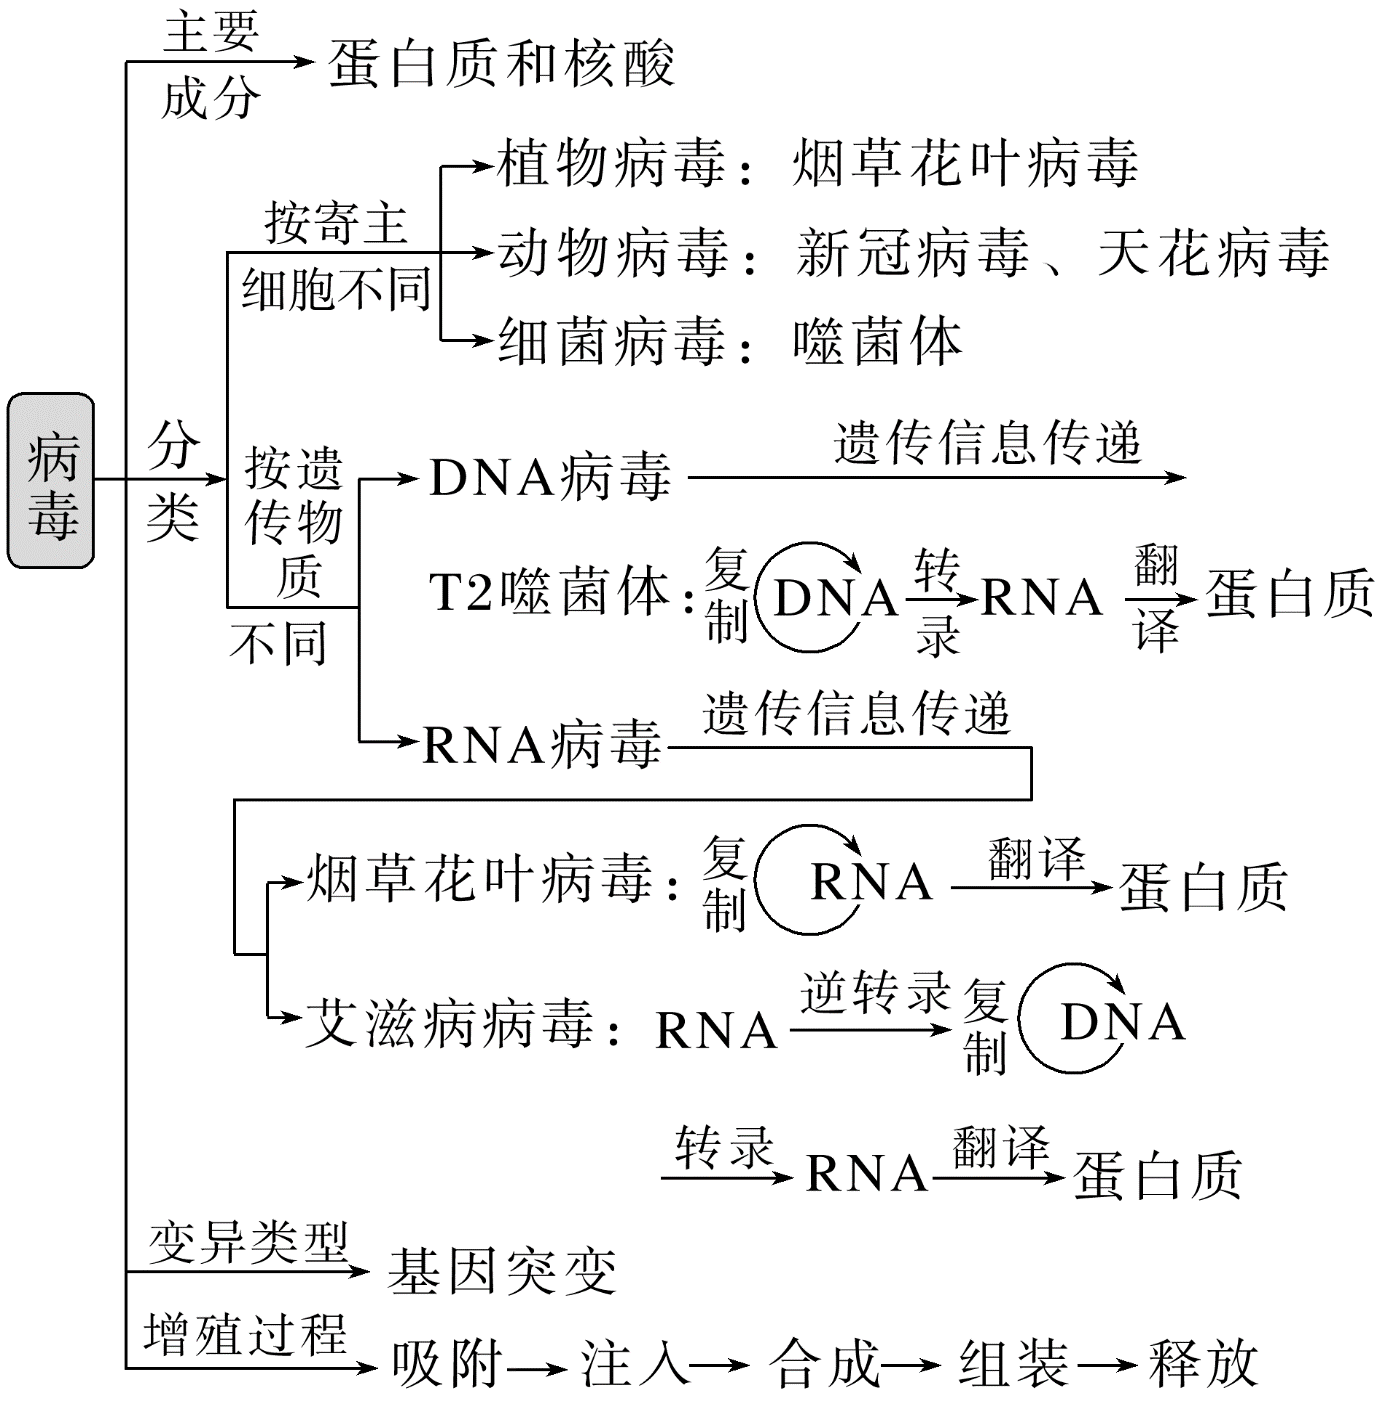 主要
成分
蛋白质和核酸
植物病毒：烟草花叶病毒
按寄主
细胞不同
动物病毒：新冠病毒、天花病毒
细菌病毒：噬菌体
病毒
分类
按遗
传物
质
不同
DNA病毒
遗传信息传递
T2噬菌体：
复制
DNA
转录
RNA
翻译
蛋白质
RNA病毒
遗传信息传递
烟草花叶病毒：
复制
RNA
翻译
蛋白质
艾滋病病毒：
RNA
逆转录
复制
DNA
转录
RNA
翻译
蛋白质
变异类型
基因突变
增殖过程
吸附
注入
合成
组装
释放